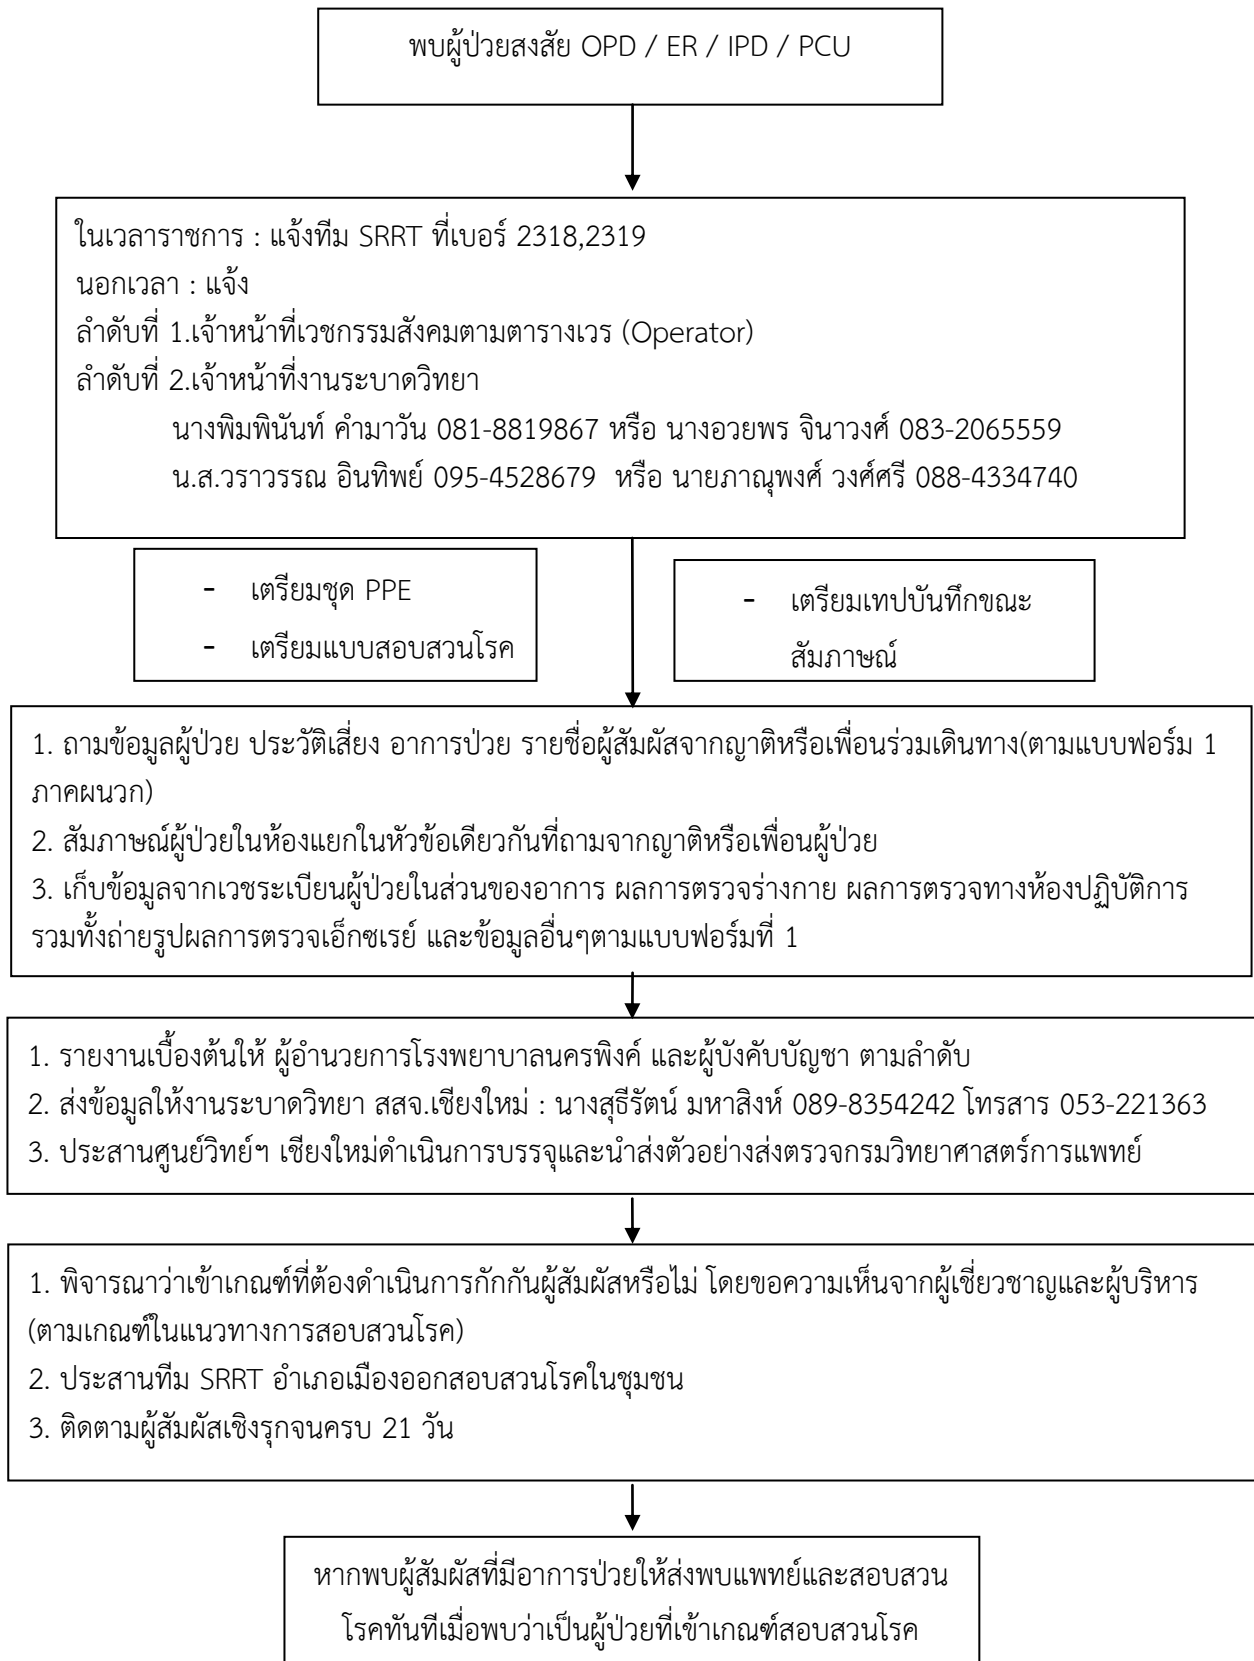 พบผู้ป่วยสงสัย OPD / ER / IPD / PCU
ในเวลาราชการ : แจ้งทีม SRRT ที่เบอร์ 2318,2319
นอกเวลา : แจ้ง
ลำดับที่ 1.เจ้าหน้าที่เวชกรรมสังคมตามตารางเวร (Operator)
ลำดับที่ 2.เจ้าหน้าที่งานระบาดวิทยา
นางพิมพินันท์ คำมาวัน 081-8819867 หรือ นางอวยพร จินาวงศ์ 083-2065559
น.ส.วราวรรณ อินทิพย์ 095-4528679 หรือ นายภาณุพงศ์ วงศ์ศรี 088-4334740
- เตรียมชุด PPE
- เตรียมแบบสอบสวนโรค
- เตรียมเทปบันทึกขณะ
สัมภาษณ์
1. ถามข้อมูลผู้ป่วย ประวัติเสี่ยง อาการป่วย รายชื่อผู้สัมผัสจากญาติหรือเพื่อนร่วมเดินทาง(ตามแบบฟอร์ม 1
ภาคผนวก)
2. สัมภาษณ์ผู้ป่วยในห้องแยกในหัวข้อเดียวกันที่ถามจากญาติหรือเพื่อนผู้ป่วย
3. เก็บข้อมูลจากเวชระเบียนผู้ป่วยในส่วนของอาการ ผลการตรวจร่างกาย ผลการตรวจทางห้องปฏิบัติการ
รวมทั้งถ่ายรูปผลการตรวจเอ็กซเรย์ และข้อมูลอื่นๆตามแบบฟอร์มที่ 1
1. รายงานเบื้องต้นให้ ผู้อำนวยการโรงพยาบาลนครพิงค์ และผู้บังคับบัญชา ตามลำดับ
2. ส่งข้อมูลให้งานระบาดวิทยา สสจ.เชียงใหม่ : นางสุธีรัตน์ มหาสิงห์ 089-8354242 โทรสาร 053-221363
3. ประสานศูนย์วิทย์ฯ เชียงใหม่ดำเนินการบรรจุและนำส่งตัวอย่างส่งตรวจกรมวิทยาศาสตร์การแพทย์
1. พิจารณาว่าเข้าเกณฑ์ที่ต้องดำเนินการกักกันผู้สัมผัสหรือไม่ โดยขอความเห็นจากผู้เชี่ยวชาญและผู้บริหาร
(ตามเกณฑ์ในแนวทางการสอบสวนโรค)
2. ประสานทีม SRRT อำเภอเมืองออกสอบสวนโรคในชุมชน
3. ติดตามผู้สัมผัสเชิงรุกจนครบ 21 วัน
หากพบผู้สัมผัสที่มีอาการป่วยให้ส่งพบแพทย์และสอบสวน
โรคทันทีเมื่อพบว่าเป็นผู้ป่วยที่เข้าเกณฑ์สอบสวนโรค